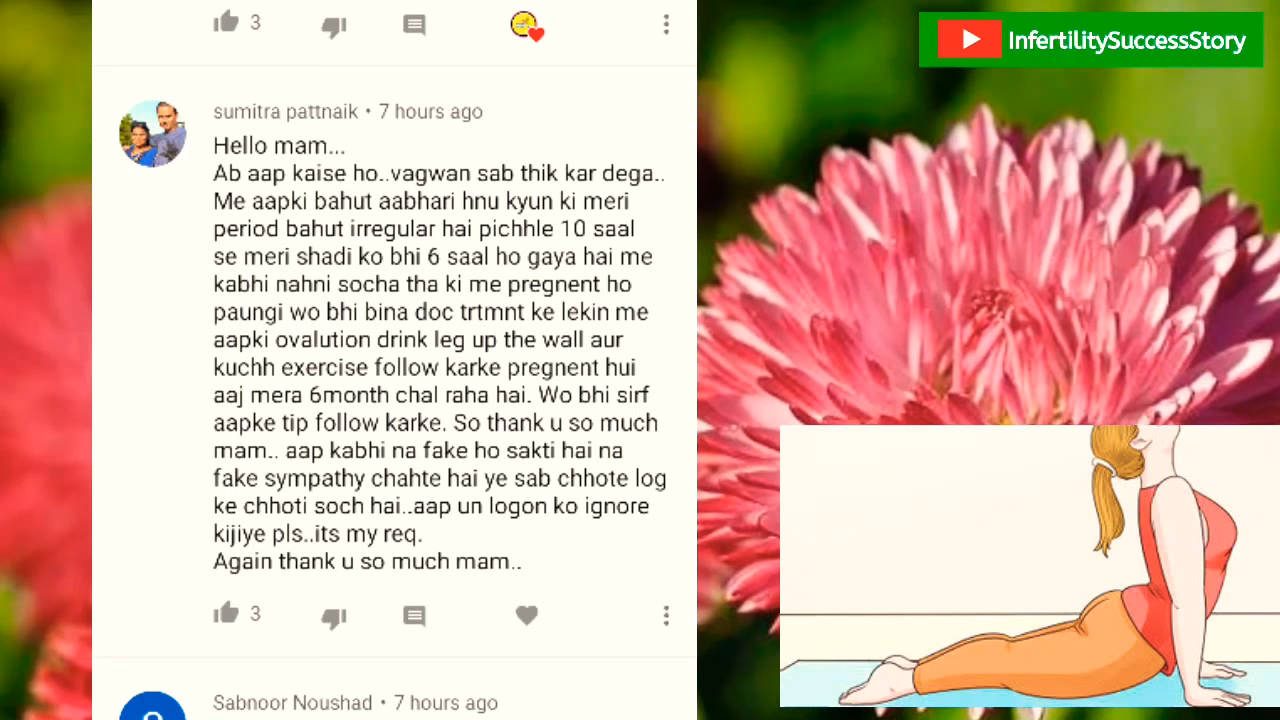 3
InfertilitySuccessStory
sumitra pattnaik • 7 hours ago
Hello mam...
Ab aap kaise ho..vagwan sab thik kar dega..
Me aapki bahut aabhari hnu kyun ki meri
period bahut irregular hai pichhle 10 saal
se meri shadi ko bhi 6 saal ho gaya hai me
kabhi nahni socha tha ki me pregnent ho
paungi wo bhi bina doc trtmnt ke lekin me
aapki ovalution drink leg up the wall aur
kuchh exercise follow karke pregnent hui
aaj mera 6month chal raha hai. Wo bhi sirf
aapke tip follow karke. So thank u so much
mam.. aap kabhi na fake ho sakti hai na
fake sympathy chahte hai ye sab chhote log
ke chhoti soch hai..aap un logon ko ignore
kijiye pls..its my req.
Again thank u so much mam..
3
Sabnoor Noushad • 7 hours ago